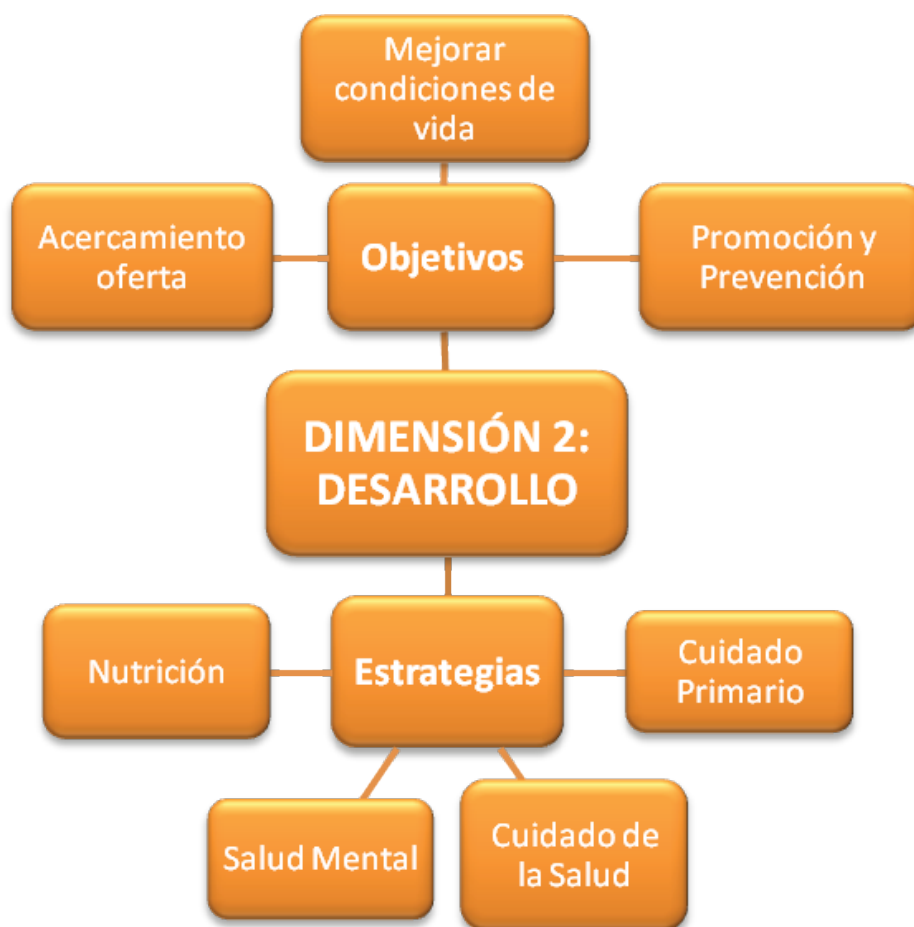 Mejorar
condiciones de
vida
Acercamiento
oferta
Objetivos
Promoción y
Prevención
DIMENSIÓN 2:
DESARROLLO
Nutrición
Estrategias
Cuidado
Primario
Salud Mental
Cuidado de
la Salud